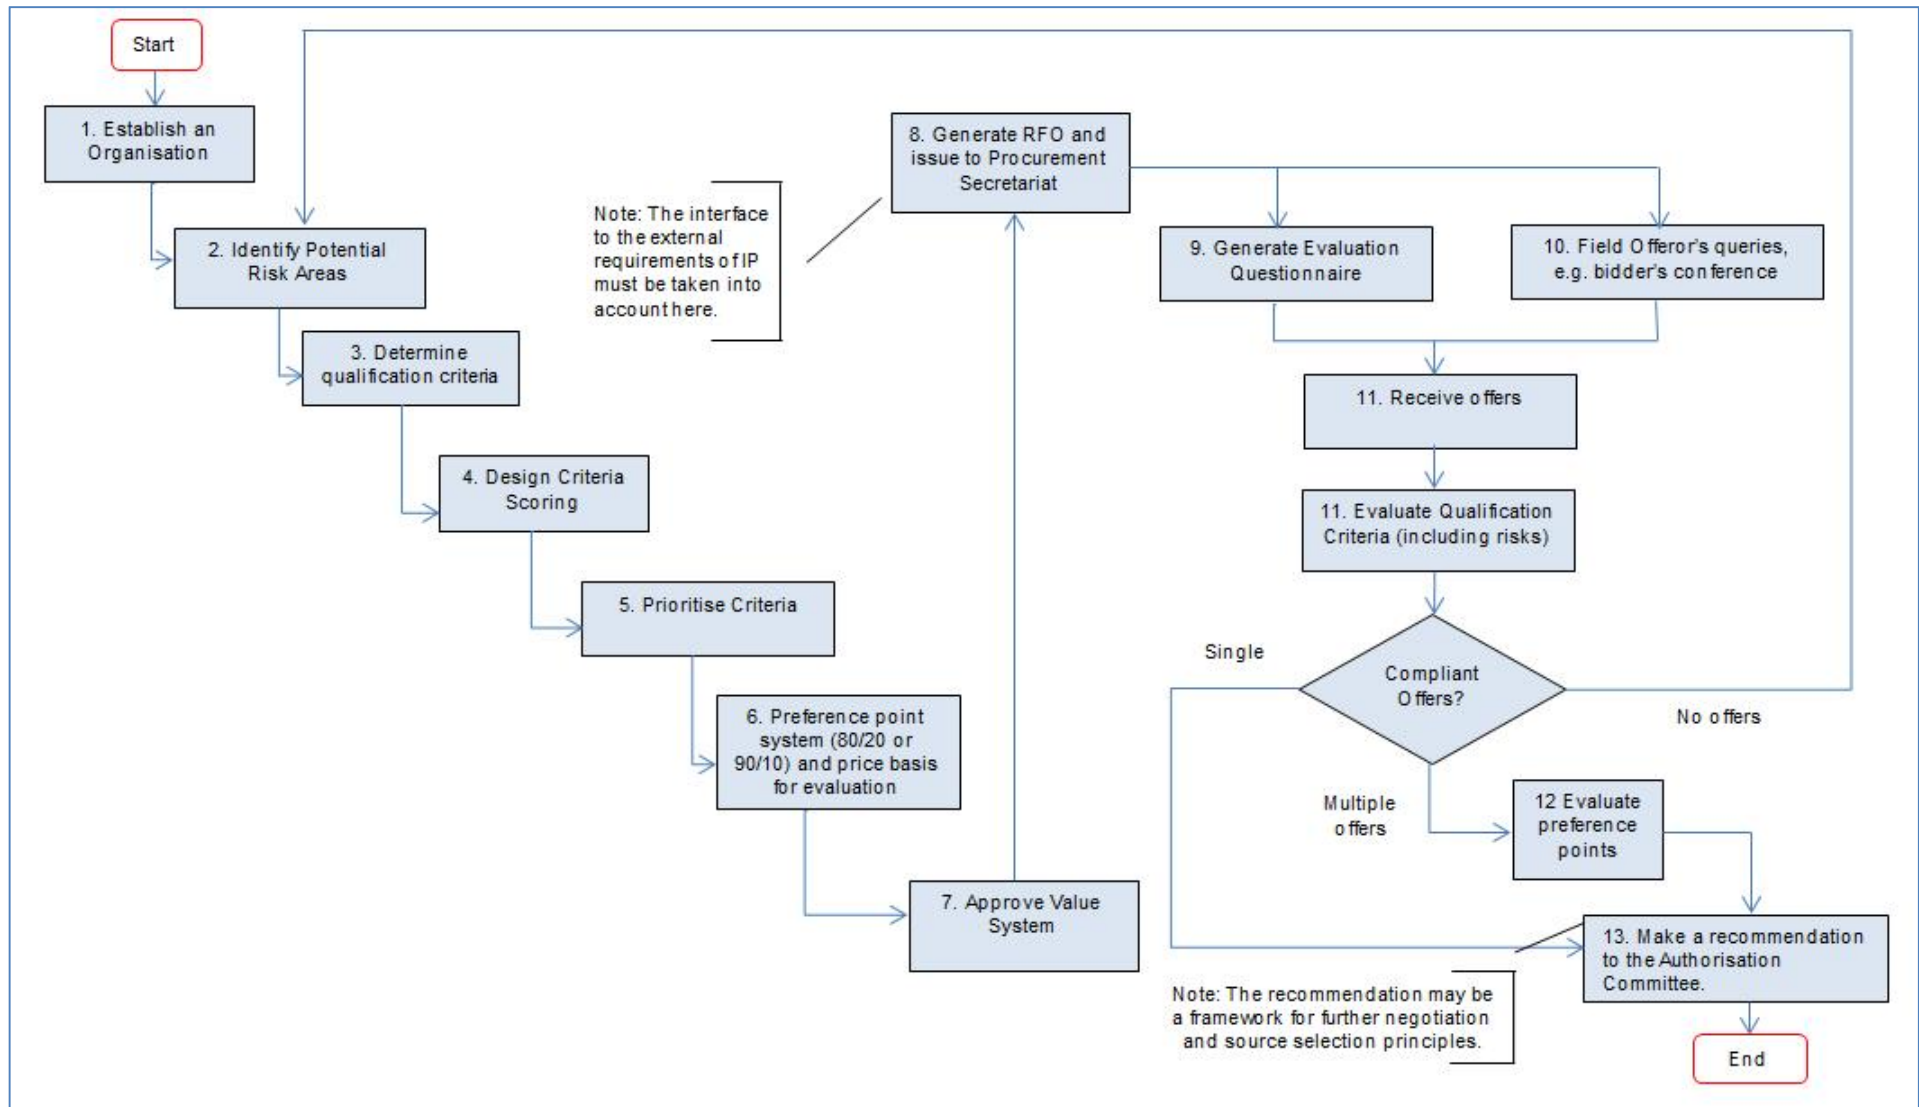 Start
1. Establish an
Organisation
2. Identify Potential
Risk Areas
3. Determine
qualification criteria
4. Design Criteria
Scoring
5. Prioritise Criteria
6. Preference point
system (80/20 or
90/10) and price basis
for evaluation
7. Approve Value
System
Note: The interface
to the external
requirements of IP
must be taken into
account here.
8. Generate RFO and
issue to Procurement
Secretariat
9. Generate Evaluation
Questionnaire
10. Field Offeror's queries,
e.g. bidder's conference
11. Receive offers
11. Evaluate Qualification
Criteria (including risks)
Compliant
Offers?
Single
No offers
Multiple
offers
12 Evaluate
preference
points
13. Make a recommendation
to the Authorisation
Committee.
Note: The recommendation may be
a framework for further negotiation
and source selection principles.
End